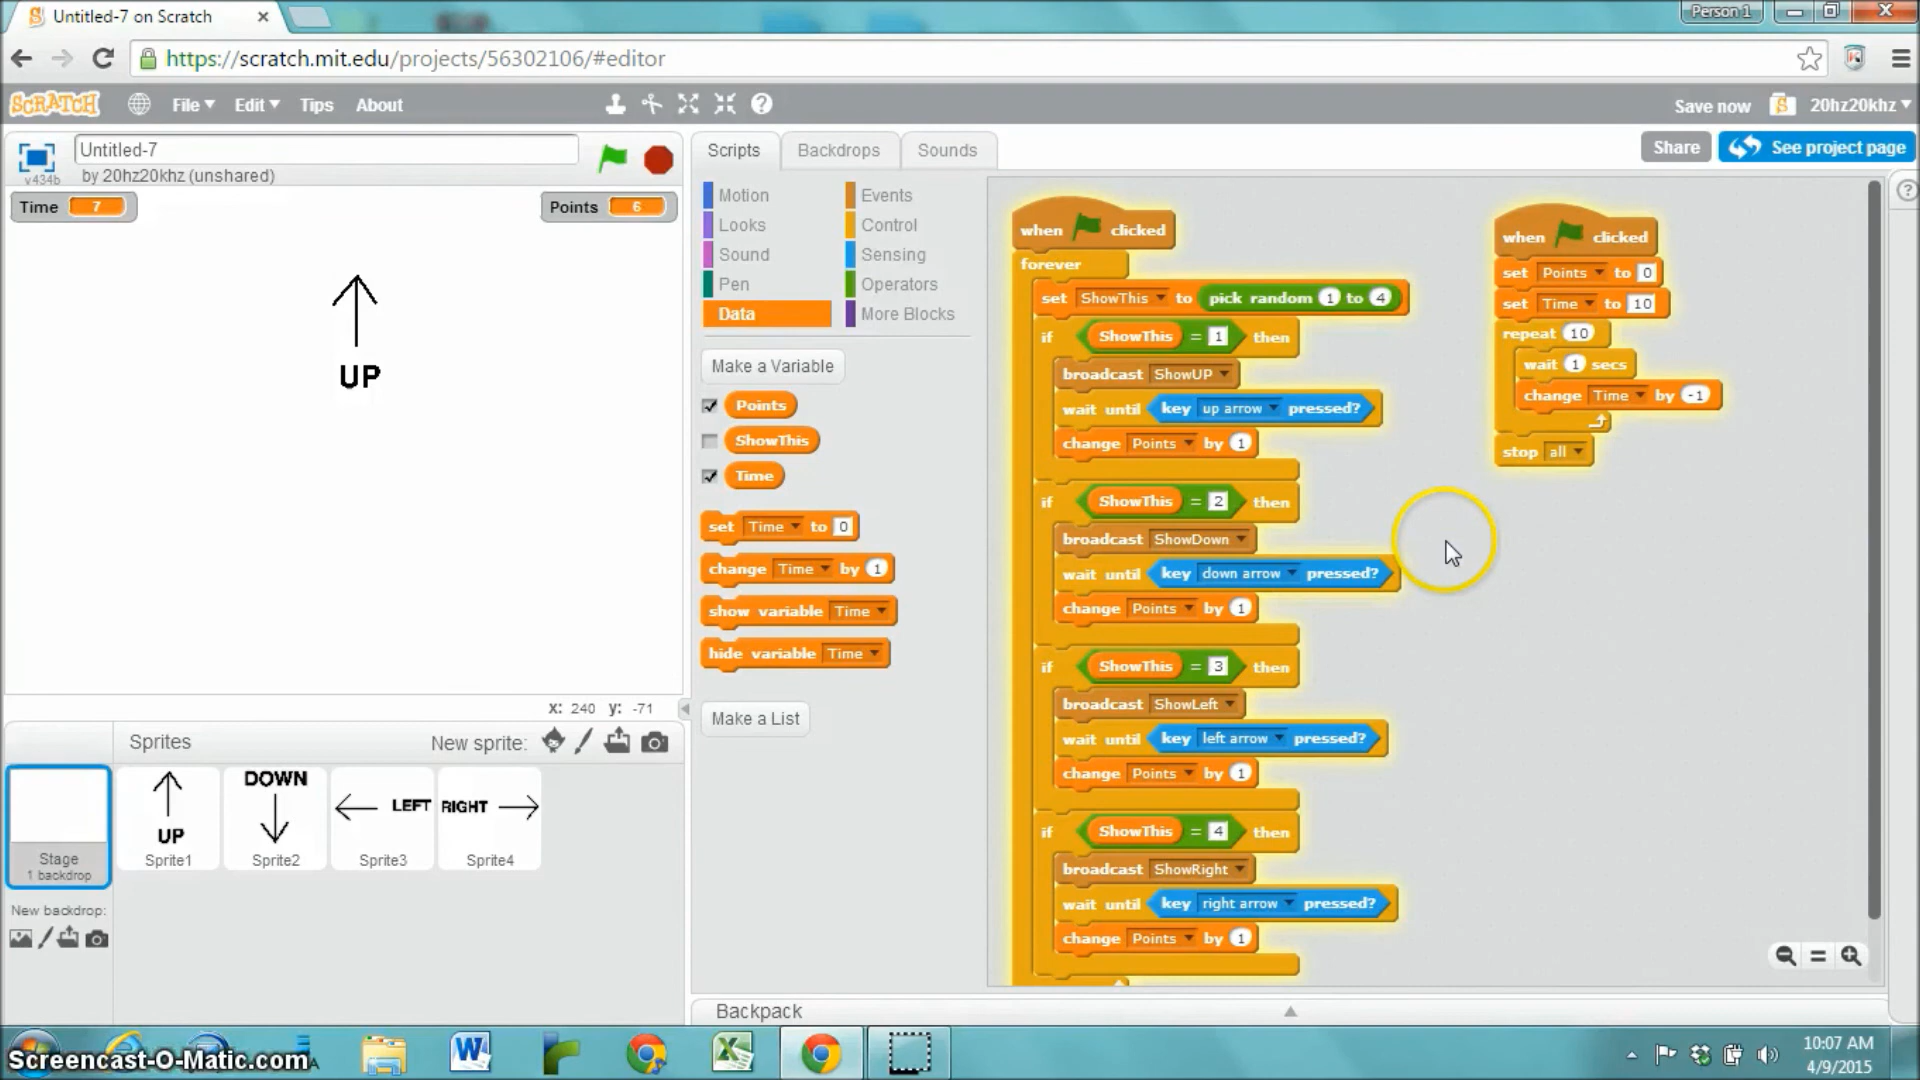 Untitled-7 on Scratch
Person 1
https://scratch.mit.edu/projects/56302106/#editor
SCRATCH
File
Edit
Tips
About
Save now
20hz20khz
Untitled-7
by 20hz20khz (unshared)
v434b
Scripts
Backdrops
Sounds
Share
See project page
Time 7
Points 6
UP
Motion
Looks
Sound
Pen
Data
Events
Control
Sensing
Operators
More Blocks
Make a Variable
Points
ShowThis
Time
set Time to 0
change Time by 1
show variable Time
hide variable Time
Make a List
when clicked
forever
set ShowThis to pick random 1 to 4
if ShowThis = 1 then
broadcast ShowUP
wait until key up arrow pressed?
change Points by 1
if ShowThis = 2 then
broadcast ShowDown
wait until key down arrow pressed?
change Points by 1
if ShowThis = 3 then
broadcast ShowLeft
wait until key left arrow pressed?
change Points by 1
if ShowThis = 4 then
broadcast ShowRight
wait until key right arrow pressed?
change Points by 1
when clicked
set Points to 0
set Time to 10
repeat 10
wait 1 secs
change Time by -1
stop all
x: 240 y: -71
Sprites
New sprite:
Stage
1 backdrop
New backdrop:
UP
Sprite1
DOWN
Sprite2
LEFT
Sprite3
RIGHT
Sprite4
Backpack
Screencast-O-Matic.com
10:07 AM
4/9/2015